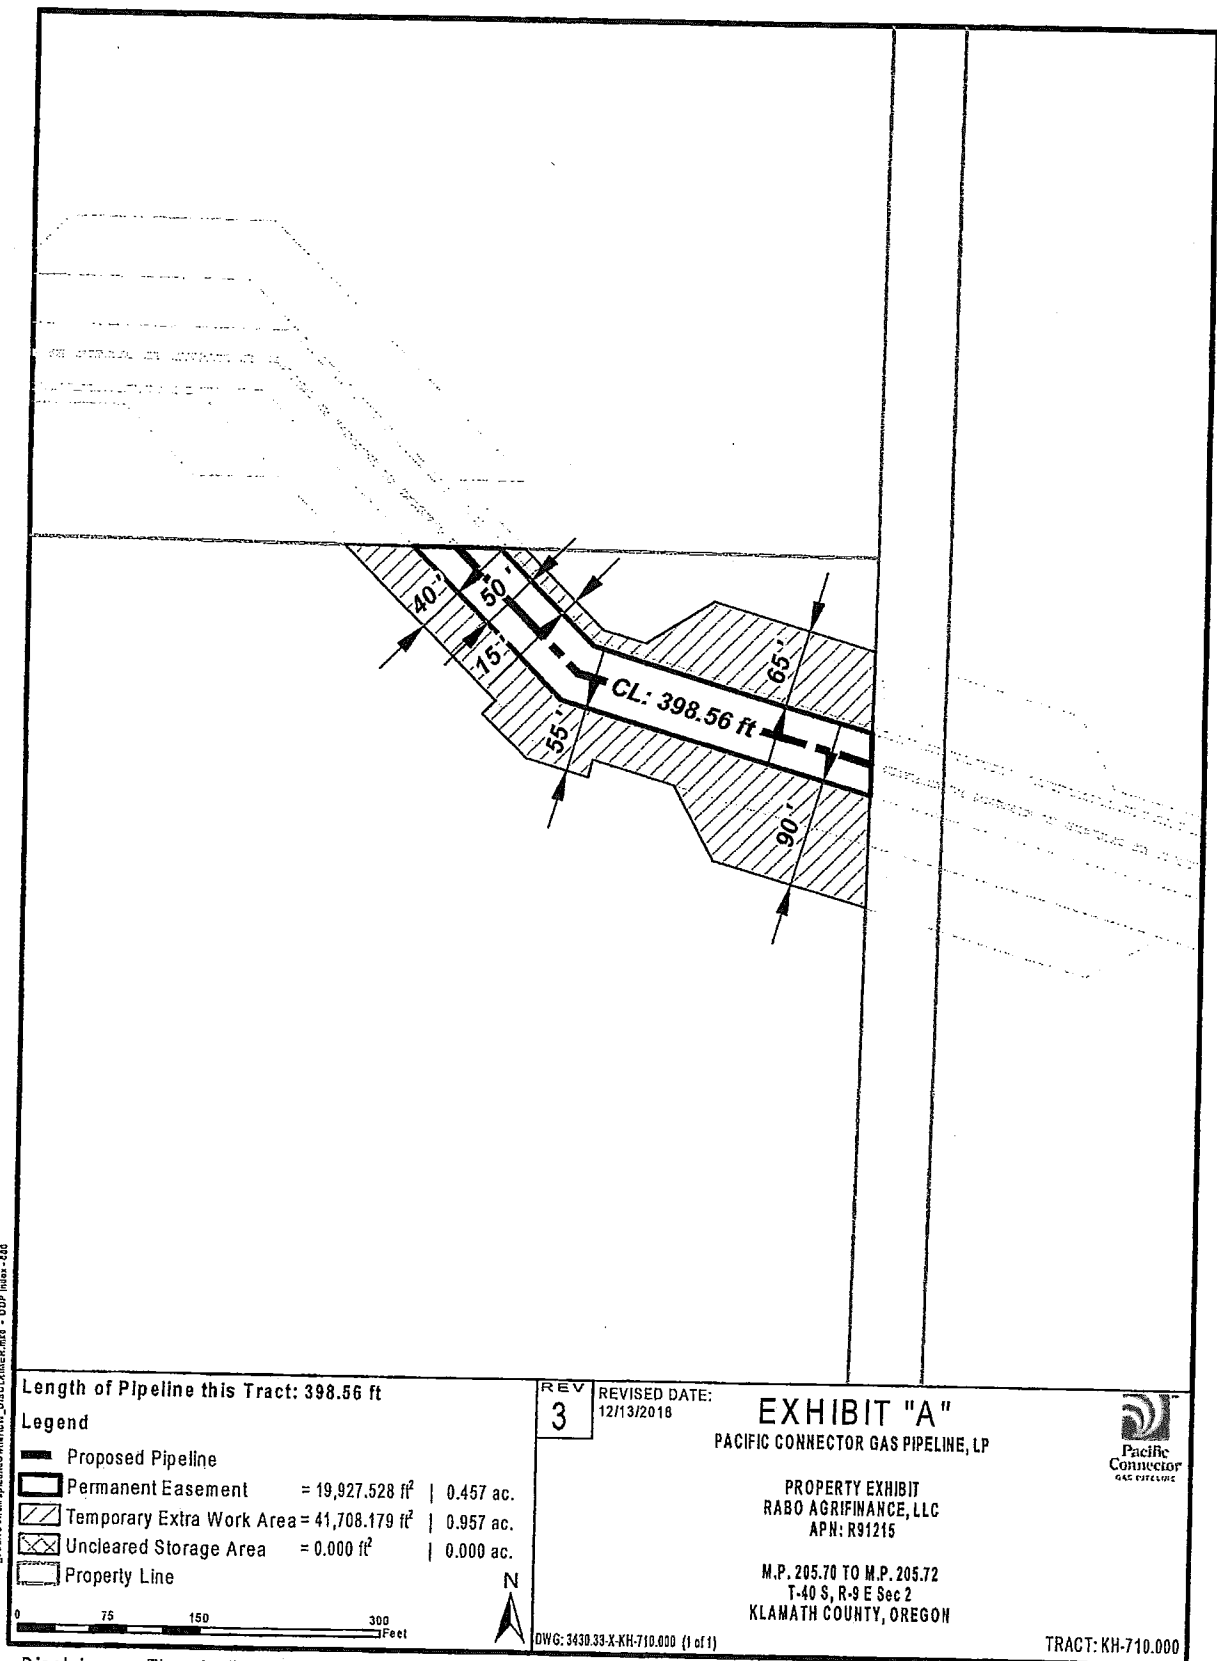 40'
50'
15'
55'
CL: 398.56 ft
65'
90'
Length of Pipeline this Tract: 398.56 ft
Legend
Proposed Pipeline
Permanent Easement = 19,927.528 ft² | 0.457 ac.
Temporary Extra Work Area = 41,708.179 ft² | 0.957 ac.
Uncleared Storage Area = 0.000 ft² | 0.000 ac.
Property Line
0 75 150 300
Feet
N
REV
3
REVISED DATE:
12/13/2018
EXHIBIT "A"
PACIFIC CONNECTOR GAS PIPELINE, LP
PROPERTY EXHIBIT
RABO AGRIFINANCE, LLC
APN: R91215
M.P. 205.70 TO M.P. 205.72
T-40 S, R-9 E Sec 2
KLAMATH COUNTY, OREGON
DWG: 3430.33-X-KH-710.000 (1 of 1)
TRACT: KH-710.000
Pacific
Connector
GAS PIPELINE